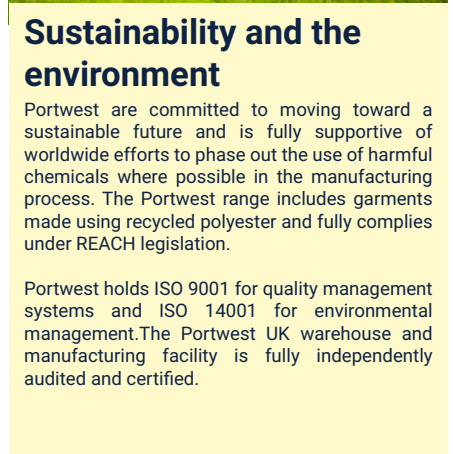 Sustainability and the
environment
Portwest are committed to moving toward a
sustainable future and is fully supportive of
worldwide efforts to phase out the use of harmful
chemicals where possible in the manufacturing
process. The Portwest range includes garments
made using recycled polyester and fully complies
under REACH legislation.
Portwest holds ISO 9001 for quality management
systems and ISO 14001 for environmental
management.The Portwest UK warehouse and
manufacturing facility is fully independently
audited and certified.